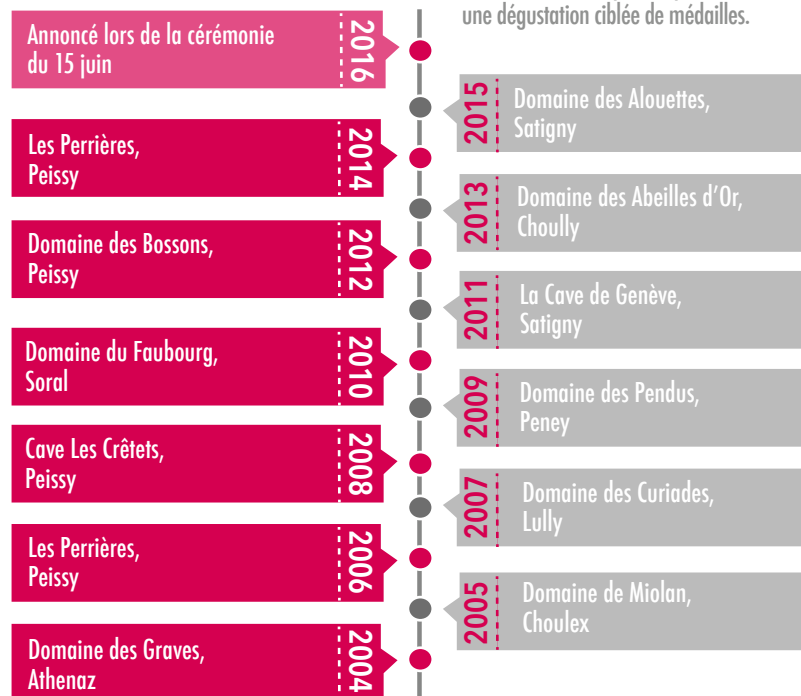 une dégustation ciblée de médailles.
Annoncé lors de la cérémonie
du 15 juin
2016
2015
Domaine des Alouettes,
Satigny
Les Perrières,
Peissy
2014
2013
Domaine des Abeilles d'Or,
Choully
Domaine des Bossons,
Peissy
2012
2011
La Cave de Genève,
Satigny
Domaine du Faubourg,
Soral
2010
2009
Domaine des Pendus,
Peney
Cave Les Crêtets,
Peissy
2008
2007
Domaine des Curiades,
Lully
Les Perrières,
Peissy
2006
2005
Domaine de Miolan,
Choulex
Domaine des Graves,
Athenaz
2004